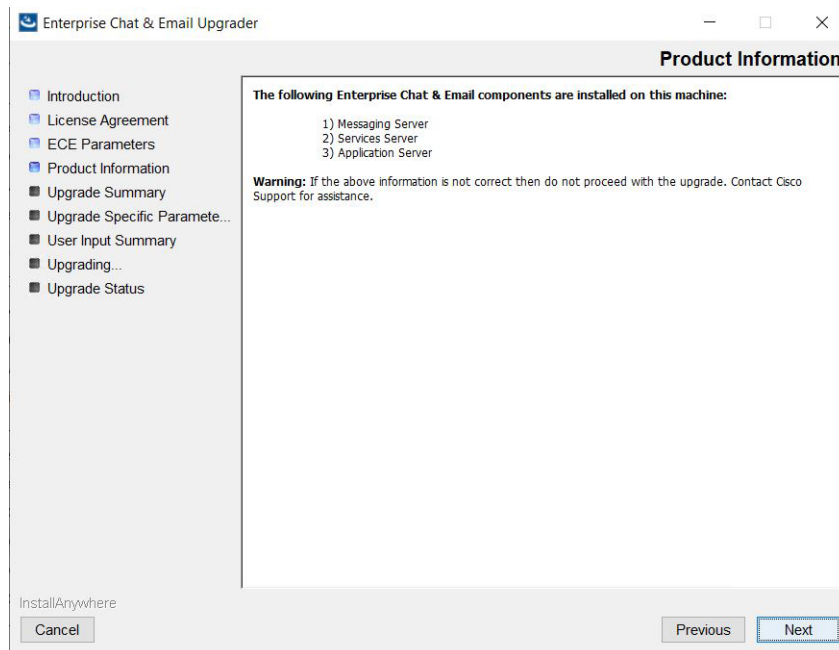 Enterprise Chat & Email Upgrader
Product Information
Introduction
License Agreement
ECE Parameters
Product Information
Upgrade Summary
Upgrade Specific Paramete...
User Input Summary
Upgrading...
Upgrade Status
The following Enterprise Chat & Email components are installed on this machine:
1) Messaging Server
2) Services Server
3) Application Server
Warning: If the above information is not correct then do not proceed with the upgrade. Contact Cisco
Support for assistance.
InstallAnywhere
Cancel
Previous
Next